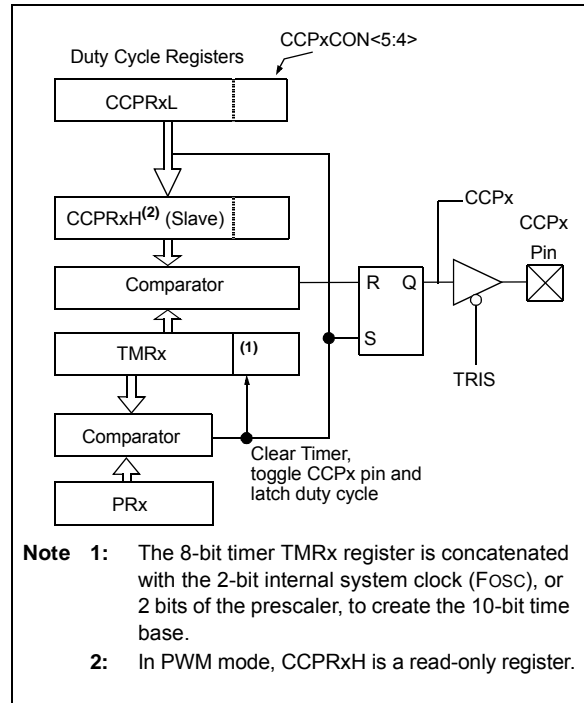 Duty Cycle Registers
CCPxCON<5:4>
CCPRxL
CCPRxH(2) (Slave)
CCPx
CCPx
Pin
Comparator
R Q
S
TMRx
(1)
TRIS
Comparator
Clear Timer,
toggle CCPx pin and
latch duty cycle
PRx
Note 1: The 8-bit timer TMRx register is concatenated
with the 2-bit internal system clock (FOSC), or
2 bits of the prescaler, to create the 10-bit time
base.
2: In PWM mode, CCPRxH is a read-only register.